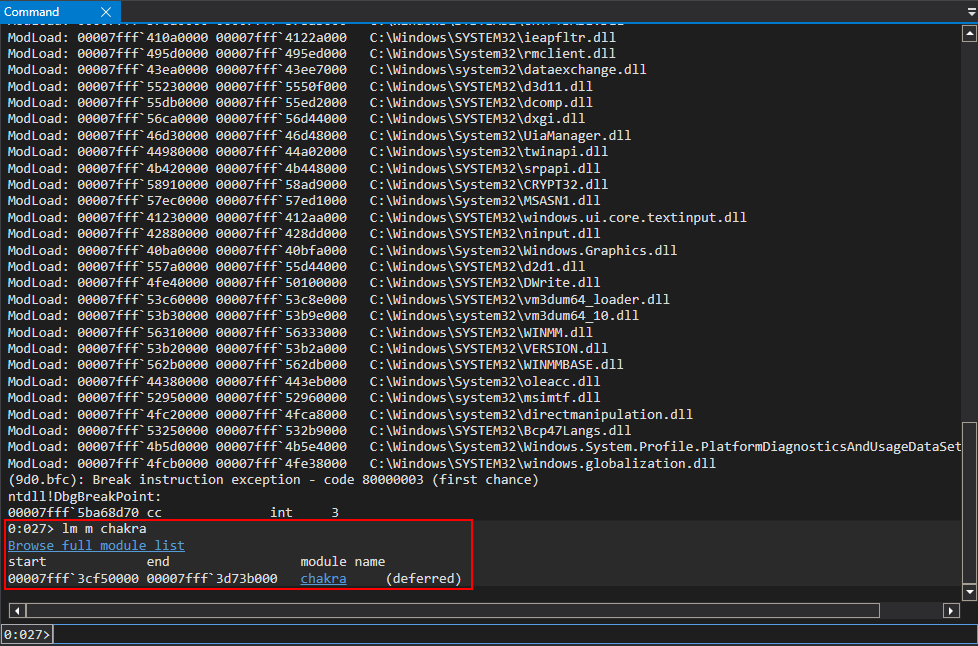 Command
ModLoad: 00007fff`410a0000 00007fff`4122a000   C:\Windows\SYSTEM32\ieapfltr.dll
ModLoad: 00007fff`495d0000 00007fff`495ed000   C:\Windows\SYSTEM32\rmclient.dll
ModLoad: 00007fff`43ea0000 00007fff`43ee7000   C:\Windows\system32\dataexchange.dll
ModLoad: 00007fff`55230000 00007fff`5550f000   C:\Windows\SYSTEM32\d3d11.dll
ModLoad: 00007fff`55db0000 00007fff`55ed2000   C:\Windows\SYSTEM32\dcomp.dll
ModLoad: 00007fff`56ca0000 00007fff`56d44000   C:\Windows\SYSTEM32\dxgi.dll
ModLoad: 00007fff`46d30000 00007fff`46d48000   C:\Windows\System32\UiaManager.dll
ModLoad: 00007fff`44980000 00007fff`44a02000   C:\Windows\system32\twinapi.dll
ModLoad: 00007fff`4b420000 00007fff`4b448000   C:\Windows\System32\srpapi.dll
ModLoad: 00007fff`58910000 00007fff`58ad9000   C:\Windows\System32\CRYPT32.dll
ModLoad: 00007fff`57ec0000 00007fff`57ed1000   C:\Windows\System32\MSASN1.dll
ModLoad: 00007fff`41230000 00007fff`412aa000   C:\Windows\SYSTEM32\windows.ui.core.textinput.dll
ModLoad: 00007fff`42880000 00007fff`428dd000   C:\Windows\SYSTEM32\ninput.dll
ModLoad: 00007fff`40ba0000 00007fff`40bfa000   C:\Windows\System32\Windows.Graphics.dll
ModLoad: 00007fff`557a0000 00007fff`55d44000   C:\Windows\SYSTEM32\d2d1.dll
ModLoad: 00007fff`4fe40000 00007fff`50100000   C:\Windows\SYSTEM32\DWrite.dll
ModLoad: 00007fff`53c60000 00007fff`53c8e000   C:\Windows\SYSTEM32\vm3dum64_loader.dll
ModLoad: 00007fff`53b30000 00007fff`53b9e000   C:\Windows\SYSTEM32\vm3dum64_10.dll
ModLoad: 00007fff`56310000 00007fff`56333000   C:\Windows\SYSTEM32\WINMM.dll
ModLoad: 00007fff`53b20000 00007fff`53b2a000   C:\Windows\SYSTEM32\VERSION.dll
ModLoad: 00007fff`562b0000 00007fff`562db000   C:\Windows\SYSTEM32\WINMMBASE.dll
ModLoad: 00007fff`44380000 00007fff`443eb000   C:\Windows\System32\oleacc.dll
ModLoad: 00007fff`52950000 00007fff`52960000   C:\Windows\system32\msimtf.dll
ModLoad: 00007fff`4fc20000 00007fff`4fca8000   C:\Windows\system32\directmanipulation.dll
ModLoad: 00007fff`53250000 00007fff`532b9000   C:\Windows\SYSTEM32\Bcp47Langs.dll
ModLoad: 00007fff`4b5d0000 00007fff`4b5e4000   C:\Windows\System32\Windows.System.Profile.PlatformDiagnosticsAndUsageDataSet
ModLoad: 00007fff`4fcb0000 00007fff`4fe38000   C:\Windows\SYSTEM32\windows.globalization.dll
(9d0.bfc): Break instruction exception - code 80000003 (first chance)
ntdll!DbgBreakPoint:
00007fff`5ba68d70 cc              int     3
0:027> lm m chakra
Browse full module list
start             end                 module name
00007fff`3cf50000 00007fff`3d73b000   chakra     (deferred)
0:027>